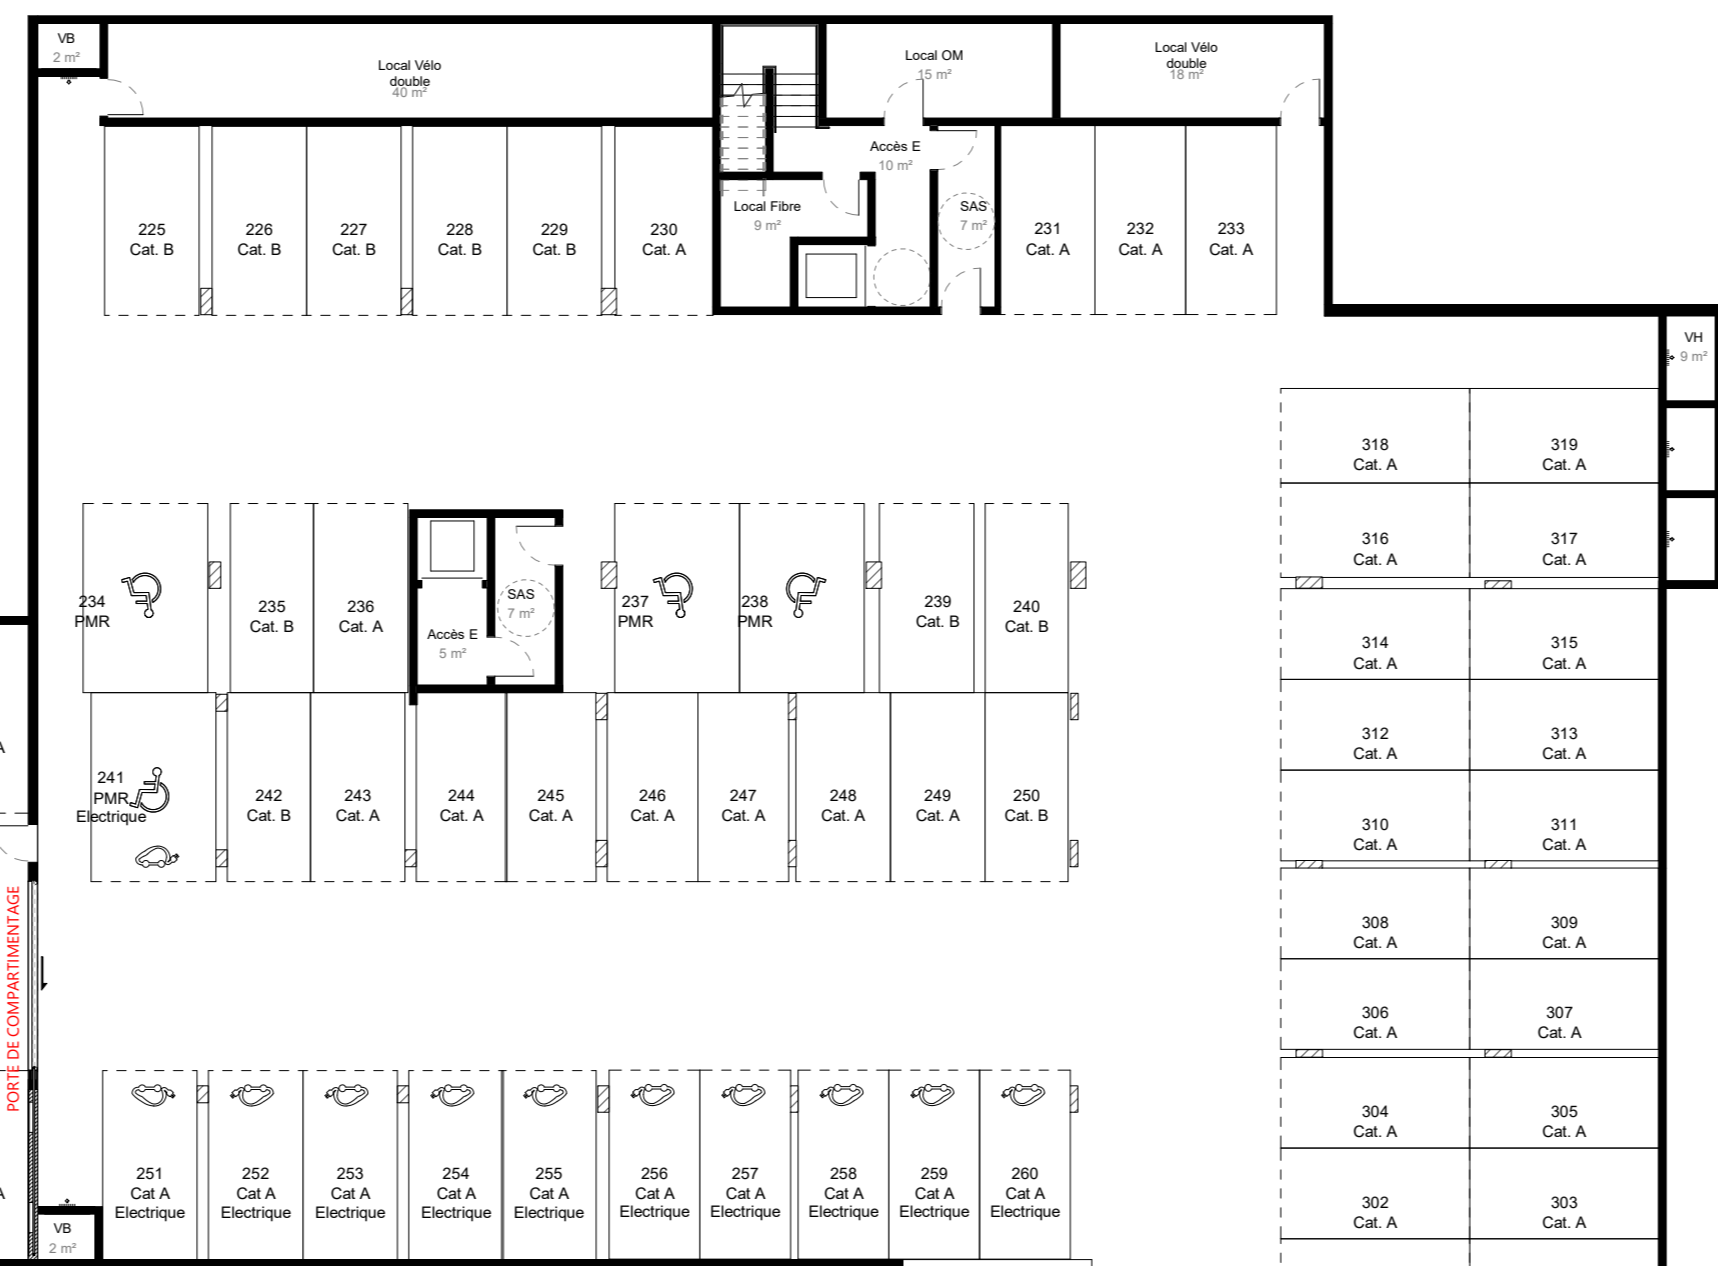 VB
2 m²
Local Vélo
double
40 m²
Local OM
15 m²
Local Vélo
double
18 m²
Accès E
10 m²
Local Fibre
9 m²
SAS
7 m²
225
Cat. B
226
Cat. B
227
Cat. B
228
Cat. B
229
Cat. B
230
Cat. A
231
Cat. A
232
Cat. A
233
Cat. A
VH
9 m²
318
Cat. A
319
Cat. A
316
Cat. A
317
Cat. A
234
PMR
235
Cat. B
236
Cat. A
Accès E
5 m²
SAS
7 m²
237
PMR
238
PMR
239
Cat. B
240
Cat. B
314
Cat. A
315
Cat. A
312
Cat. A
313
Cat. A
A
241
PMR
Electrique
242
Cat. B
243
Cat. A
244
Cat. A
245
Cat. A
246
Cat. A
247
Cat. A
248
Cat. A
249
Cat. A
250
Cat. B
310
Cat. A
311
Cat. A
308
Cat. A
309
Cat. A
PORTE DE COMPARTIMENTAGE
306
Cat. A
307
Cat. A
304
Cat. A
305
Cat. A
A
251
Cat A
Electrique
252
Cat A
Electrique
253
Cat A
Electrique
254
Cat A
Electrique
255
Cat A
Electrique
256
Cat A
Electrique
257
Cat A
Electrique
258
Cat A
Electrique
259
Cat A
Electrique
260
Cat A
Electrique
302
Cat. A
303
Cat. A
VB
2 m²